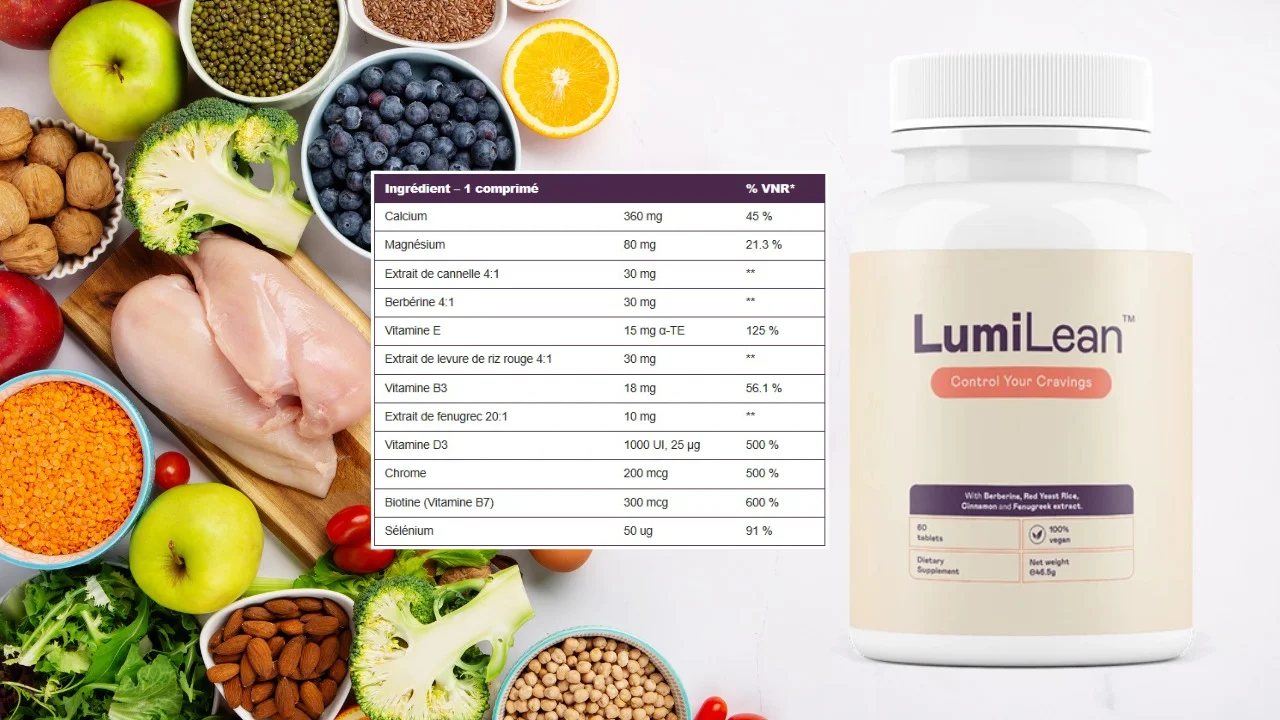 Ingrédient – 1 comprimé % VNR*
Calcium 360 mg 45 %
Magnésium 80 mg 21.3 %
Extrait de cannelle 4:1 30 mg **
Berbérine 4:1 30 mg **
Vitamine E 15 mg α-TE 125 %
Extrait de levure de riz rouge 4:1 30 mg **
Vitamine B3 18 mg 56.1 %
Extrait de fenugrec 20:1 10 mg **
Vitamine D3 1000 UI, 25 µg 500 %
Chrome 200 mcg 500 %
Biotine (Vitamine B7) 300 mcg 600 %
Sélénium 50 ug 91 %
LumiLean™
Control Your Cravings
With Berberine, Red Yeast Rice,
Cinnamon and Fenugreek extract.
60
tablets
100%
vegan
Dietary
Supplement
Net weight
℮46.5g